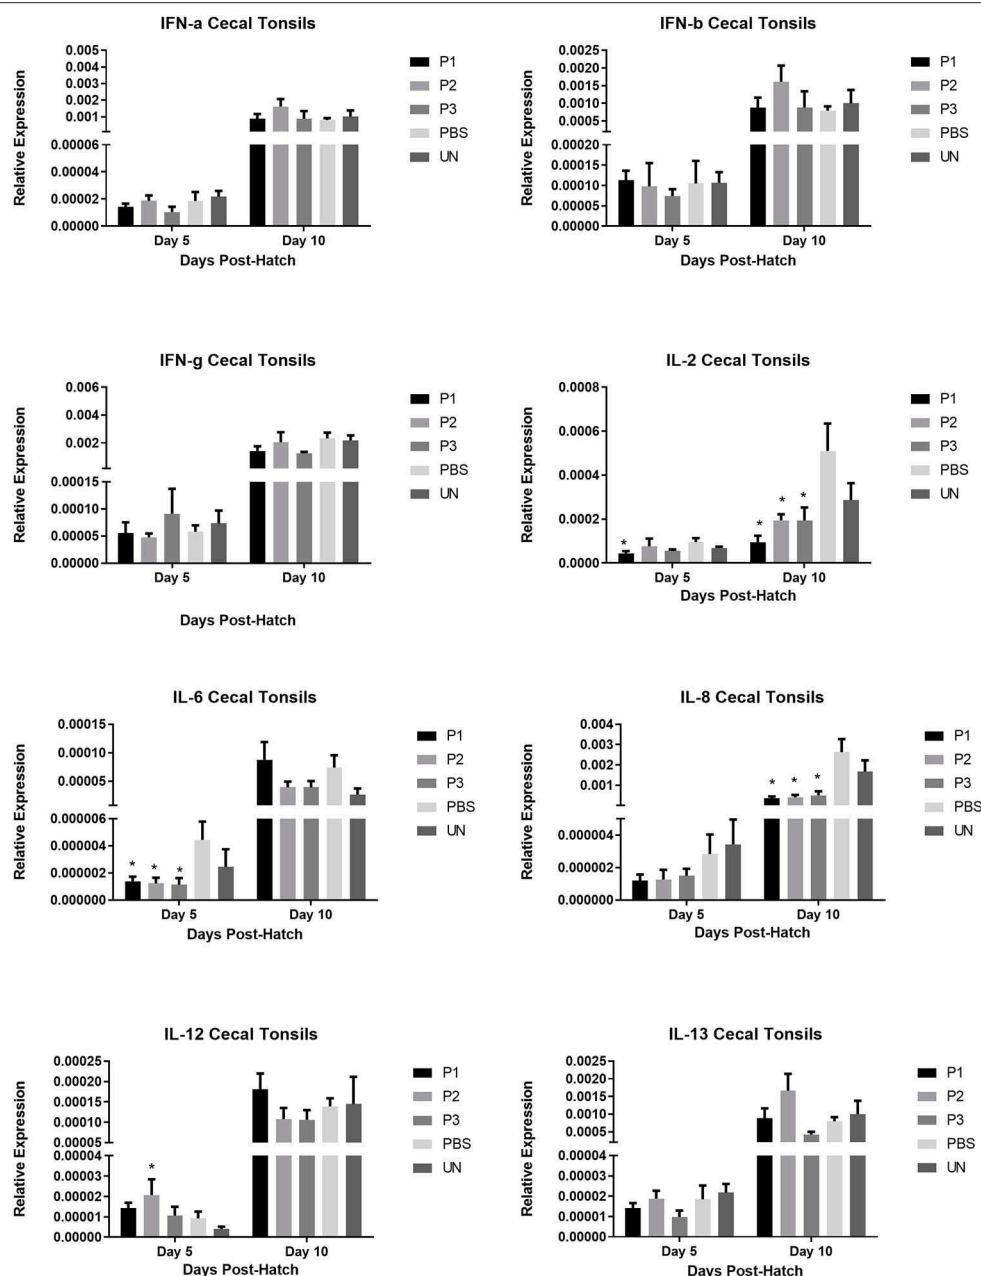 IFN-a Cecal Tonsils
Relative Expression
0.005
0.004
0.003
0.002
0.001
0.00006
0.00004
0.00002
0.00000
Day 5
Day 10
Days Post-Hatch
P1
P2
P3
PBS
UN
IFN-b Cecal Tonsils
Relative Expression
0.0025
0.0020
0.0015
0.0010
0.0005
0.00020
0.00015
0.00010
0.00005
0.00000
Day 5
Day 10
Days Post-Hatch
P1
P2
P3
PBS
UN
IFN-g Cecal Tonsils
Relative Expression
0.006
0.004
0.002
0.00015
0.00010
0.00005
0.00000
Day 5
Day 10
Days Post-Hatch
P1
P2
P3
PBS
UN
IL-2 Cecal Tonsils
Relative Expression
0.0008
0.0006
0.0004
0.0002
0.0000
*
*
*
*
Day 5
Day 10
Days Post-Hatch
P1
P2
P3
PBS
UN
IL-6 Cecal Tonsils
Relative Expression
0.00015
0.00010
0.00005
0.000006
0.000004
0.000002
0.000000
* * *
Day 5
Day 10
Days Post-Hatch
P1
P2
P3
PBS
UN
IL-8 Cecal Tonsils
Relative Expression
0.004
0.003
0.002
0.001
0.000004
0.000002
0.000000
* * *
Day 5
Day 10
Days Post-Hatch
P1
P2
P3
PBS
UN
IL-12 Cecal Tonsils
Relative Expression
0.00025
0.00020
0.00015
0.00010
0.00005
0.00004
0.00003
0.00002
0.00001
0.00000
*
Day 5
Day 10
Days Post-Hatch
P1
P2
P3
PBS
UN
IL-13 Cecal Tonsils
Relative Expression
0.0025
0.0020
0.0015
0.0010
0.0005
0.00004
0.00003
0.00002
0.00001
0.00000
Day 5
Day 10
Days Post-Hatch
P1
P2
P3
PBS
UN